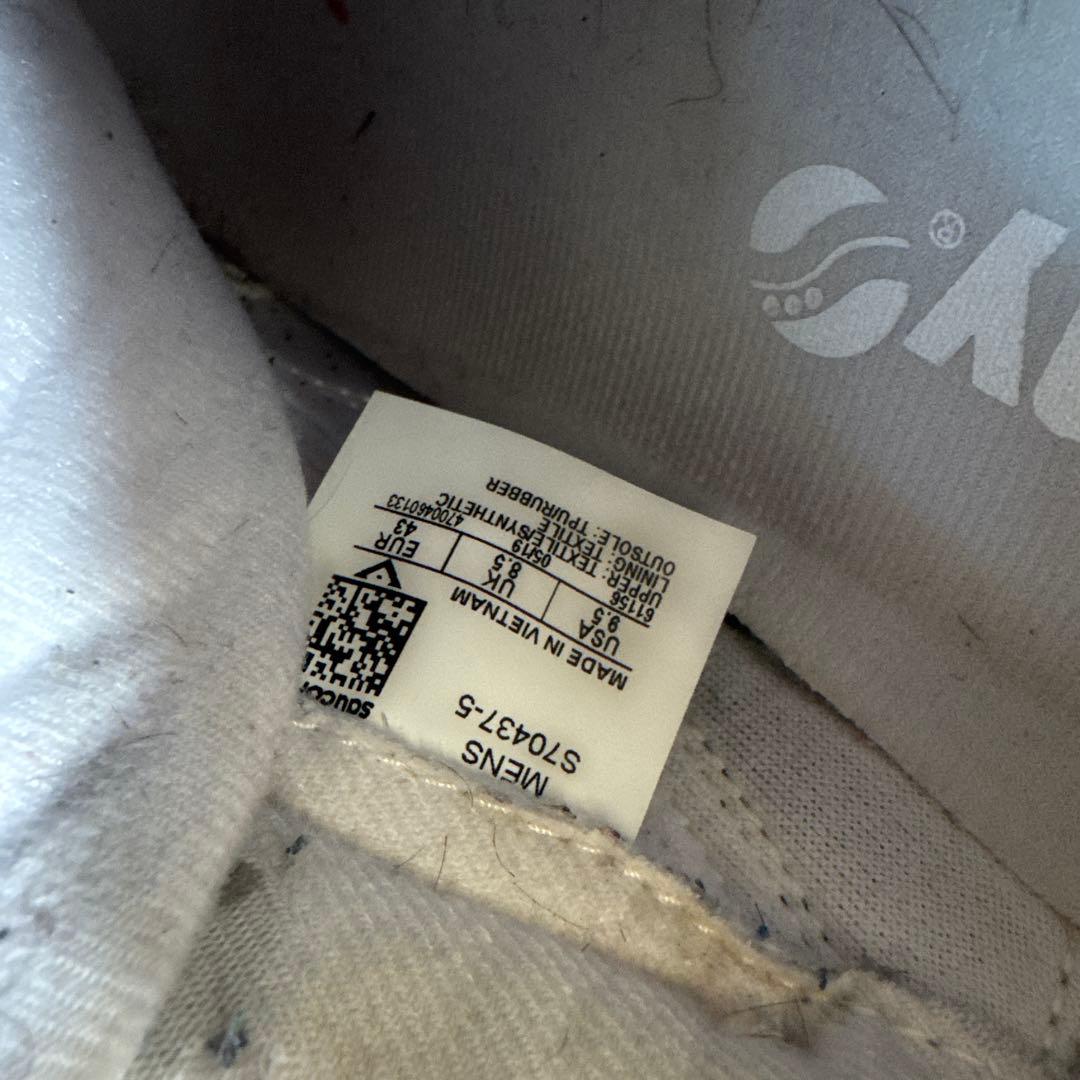 MENS
S70437-5
MADE IN VIETNAM
USA UK EUR
9.5 8.5 43
61156 05/19 4700460133
UPPER: TEXTILE/SYNTHETIC
LINING: TEXTILE
OUTSOLE: TPU/RUBBER
®